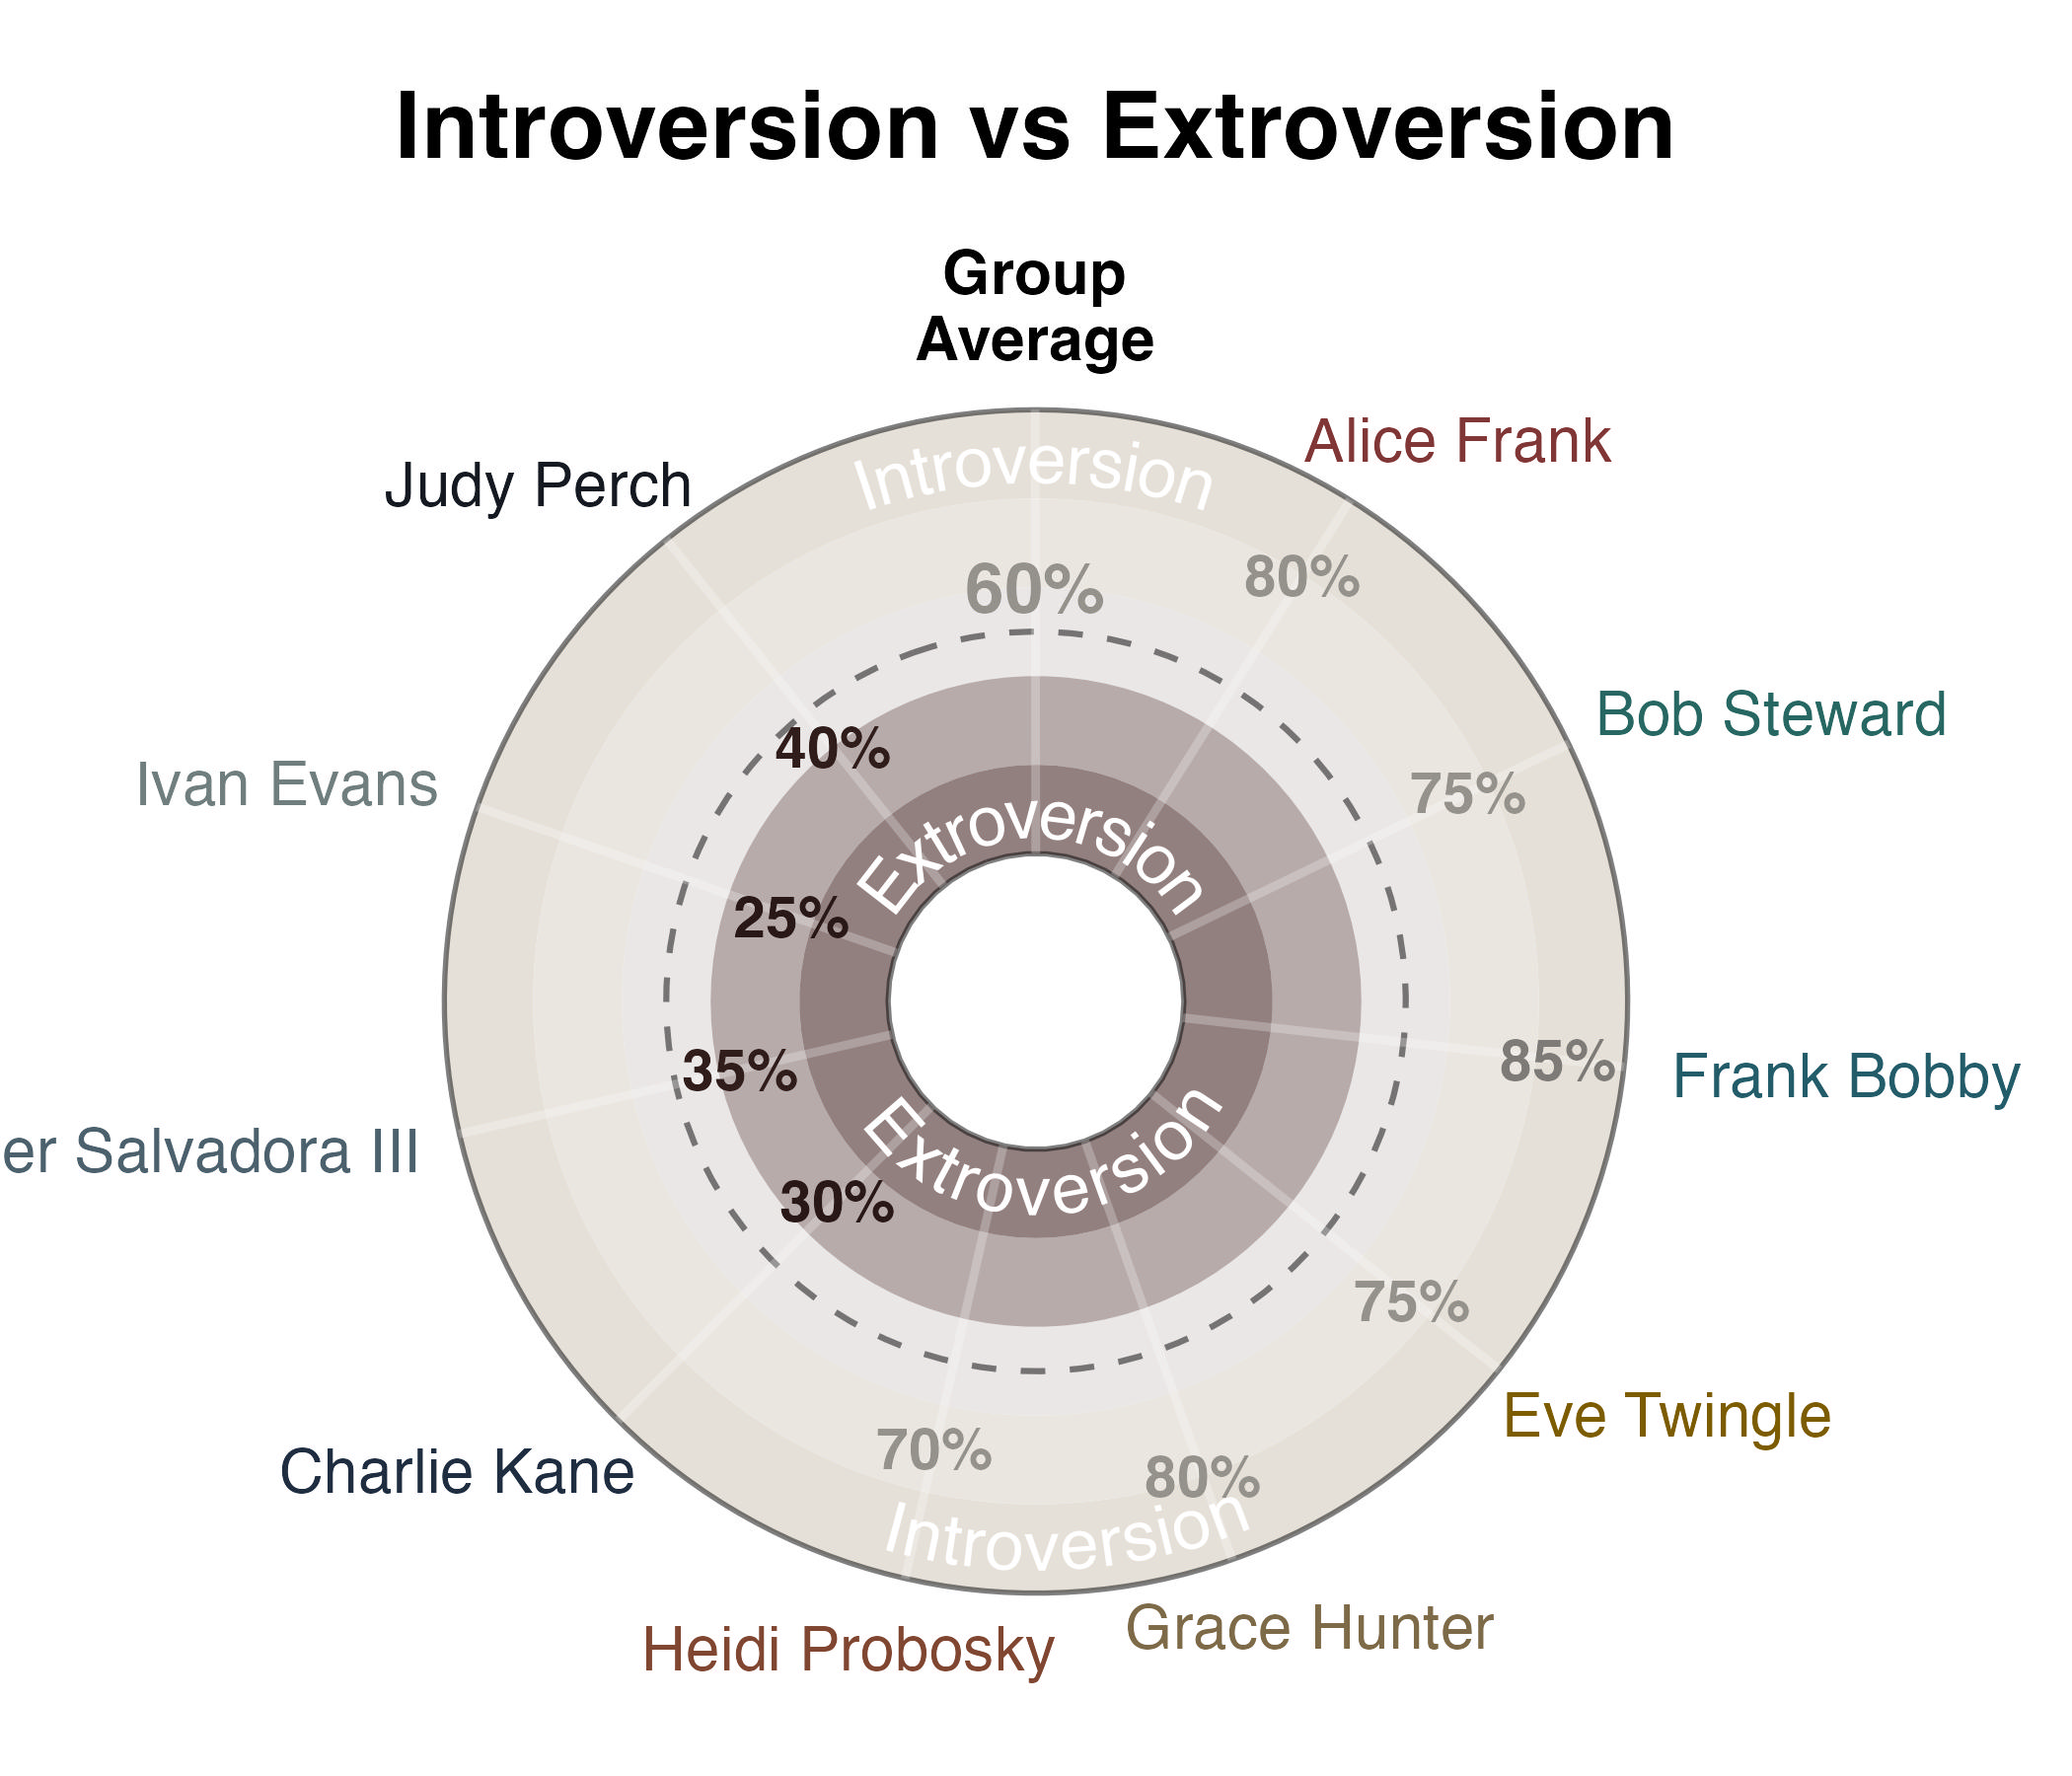 Introversion vs Extroversion
Group
Average
Alice Frank
Judy Perch
Introversion
60%
80%
Bob Steward
40%
75%
Ivan Evans
Extroversion
25%
85%
Frank Bobby
35%
er Salvadora III
Extroversion
30%
75%
Eve Twingle
Charlie Kane
70%
80%
Introversion
Grace Hunter
Heidi Probosky